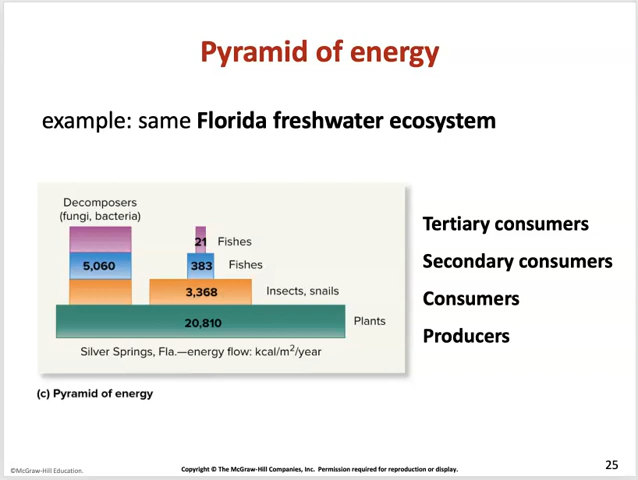 Pyramid of energy
example: same Florida freshwater ecosystem
Decomposers
(fungi, bacteria)
21 Fishes
5,060
383 Fishes
3,368 Insects, snails
20,810 Plants
Silver Springs, Fla.—energy flow: kcal/m²/year
(c) Pyramid of energy
Tertiary consumers
Secondary consumers
Consumers
Producers
©McGraw-Hill Education.
Copyright © The McGraw-Hill Companies, Inc. Permission required for reproduction or display.
25